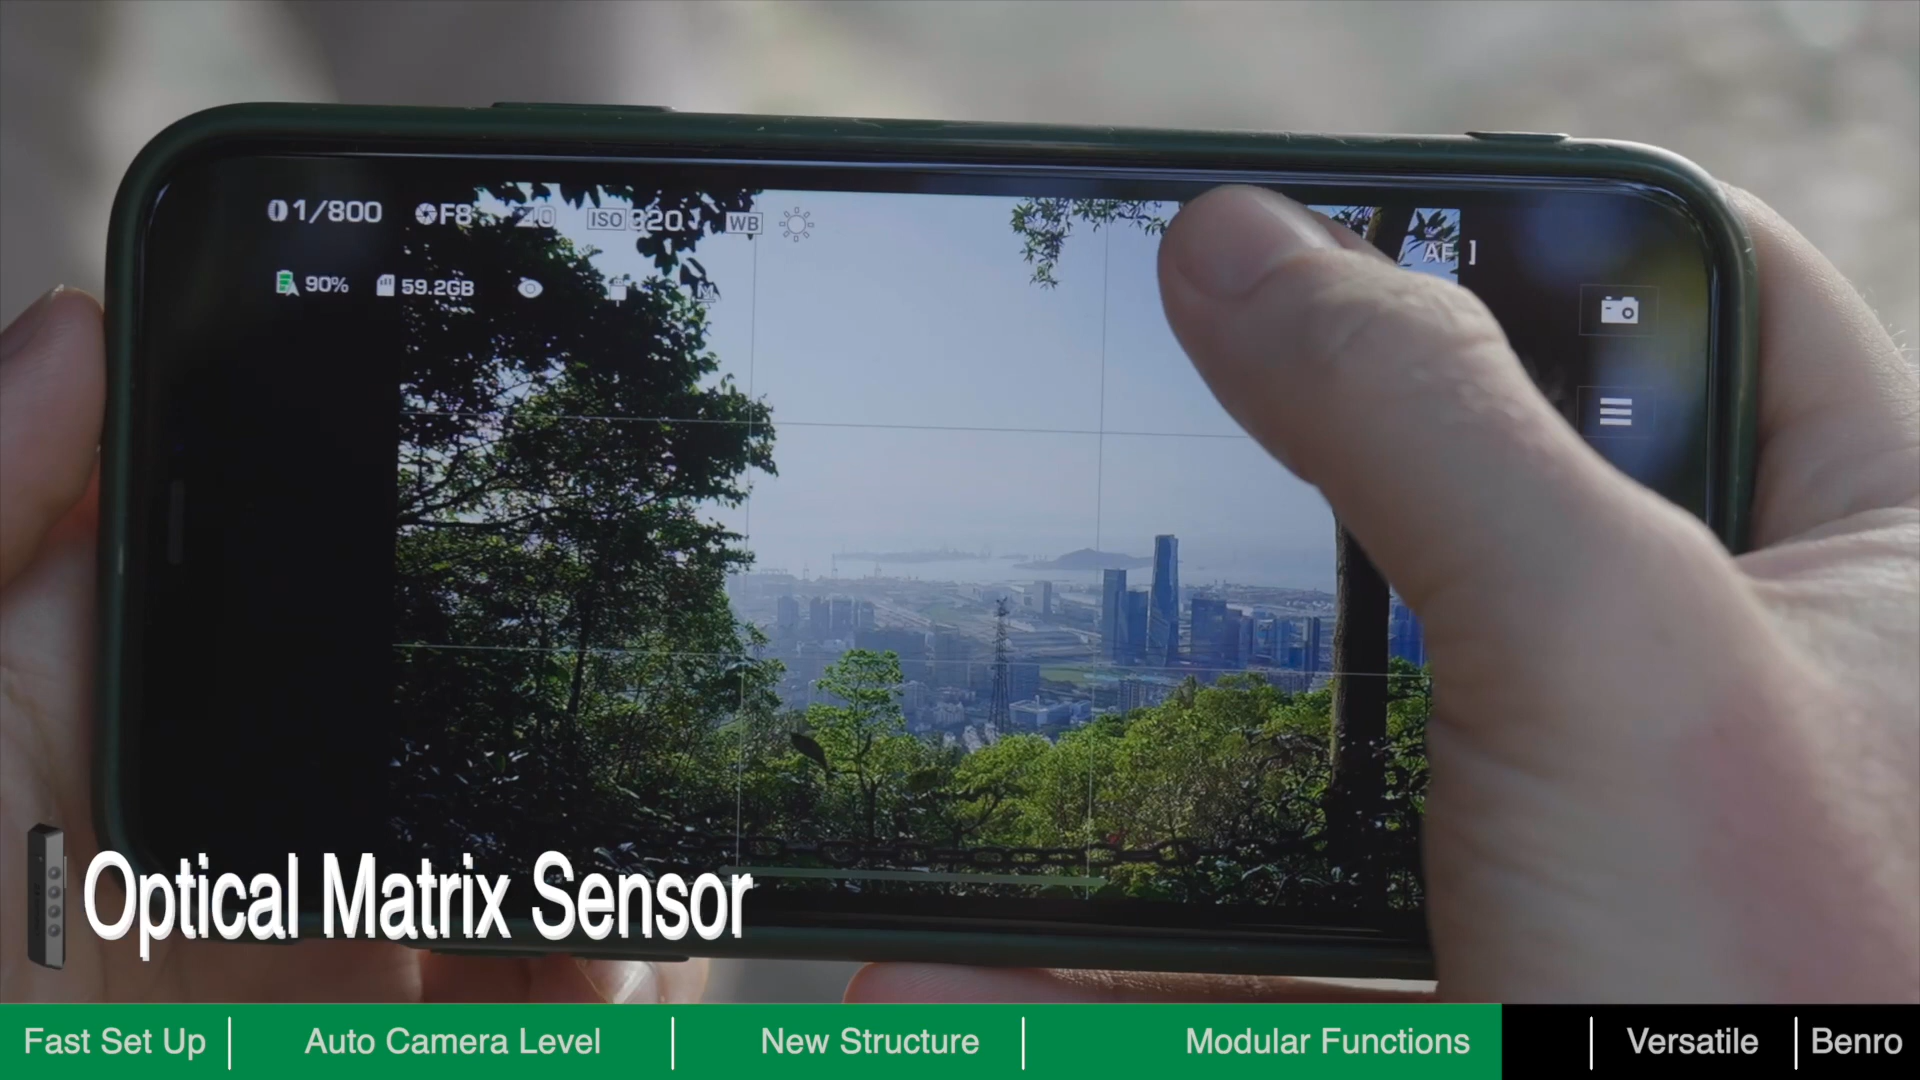 1/800 F8 ISO 320 WB
AF ]
90% 59.2GB M
Optical Matrix Sensor
Fast Set Up | Auto Camera Level | New Structure | Modular Functions | Versatile | Benro